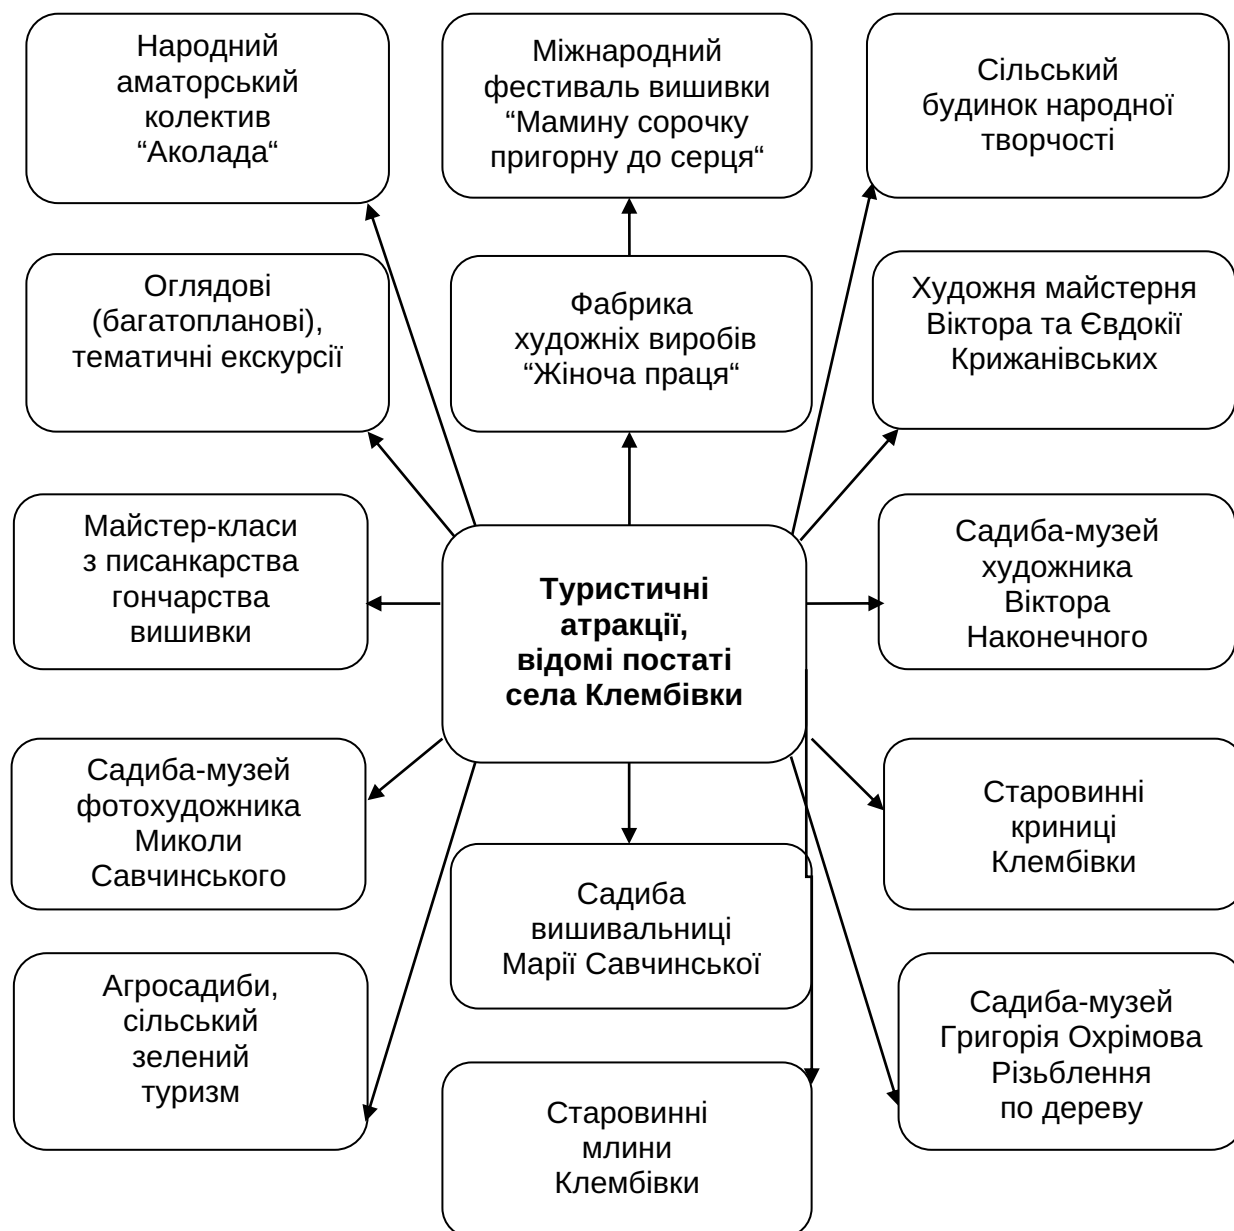 Народний
аматорський
колектив
“Аколада“
Міжнародний
фестиваль вишивки
“Мамину сорочку
пригорну до серця“
Сільський
будинок народної
творчості
Оглядові
(багатопланові),
тематичні екскурсії
Фабрика
художніх виробів
“Жіноча праця“
Художня майстерня
Віктора та Євдокії
Крижанівських
Майстер-класи
з писанкарства
гончарства
вишивки
Туристичні
атракції,
відомі постаті
села Клембівки
Садиба-музей
художника
Віктора
Наконечного
Садиба-музей
фотохудожника
Миколи
Савчинського
Садиба
вишивальниці
Марії Савчинської
Старовинні
криниці
Клембівки
Агросадиби,
сільський
зелений
туризм
Старовинні
млини
Клембівки
Садиба-музей
Григорія Охрімова
Різьблення
по дереву